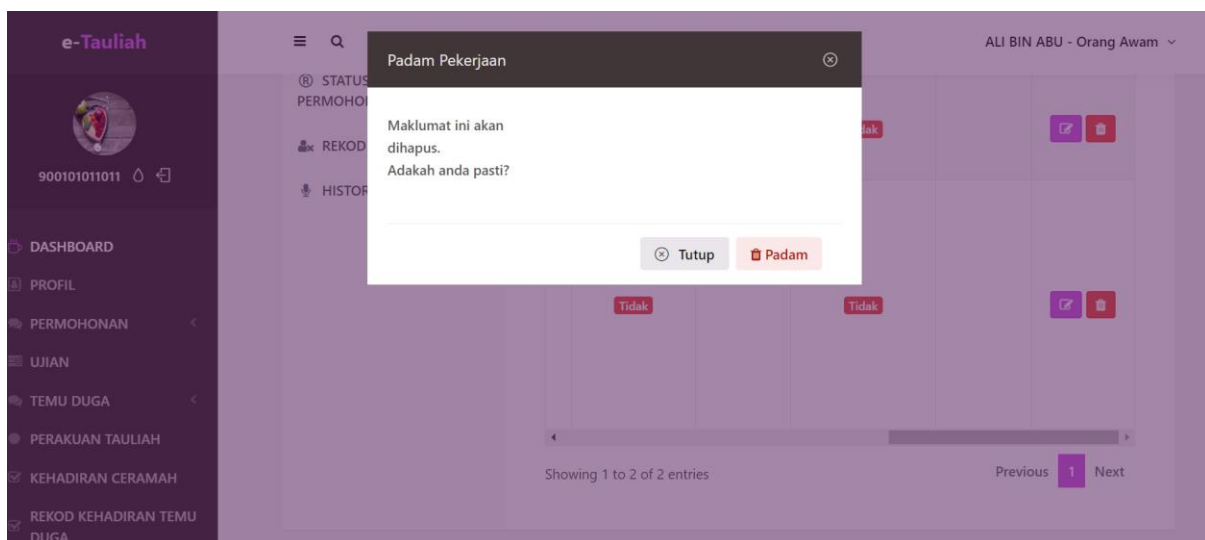 e-Tauliah
900101011011
DASHBOARD
PROFIL
PERMOHONAN
UJIAN
TEMU DUGA
PERAKUAN TAULIAH
KEHADIRAN CERAMAH
REKOD KEHADIRAN TEMU
DUGA
ALI BIN ABU - Orang Awam
STATUS
REKOD
Padam Pekerjaan
Maklumat ini akan
dihapus.
Adakah anda pasti?
Tutup
Padam
Tidak
Tidak
Showing 1 to 2 of 2 entries
Previous 1 Next